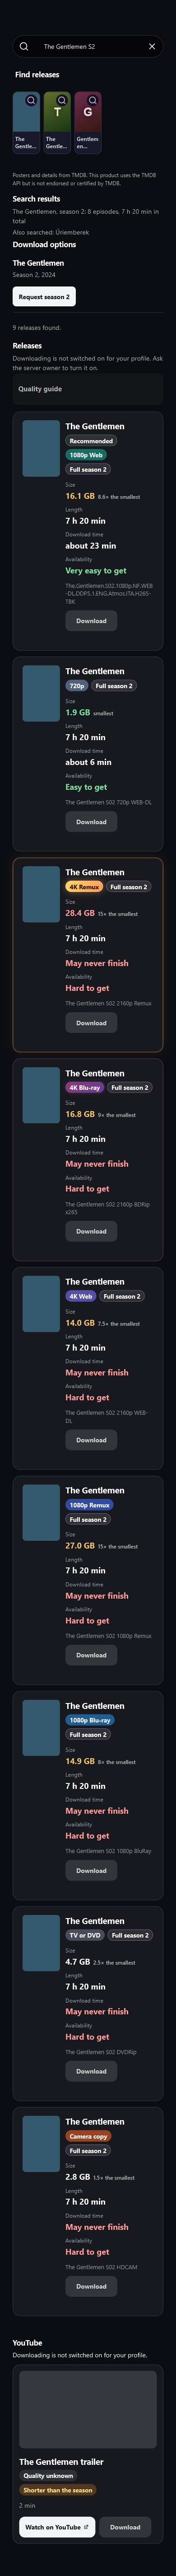 The Gentlemen S2
Find releases
The
Gentle...
T
The
Gentle...
G
Gentlem
en...
Posters and details from TMDB. This product uses the TMDB
API but is not endorsed or certified by TMDB.
Search results
The Gentlemen, season 2: 8 episodes, 7 h 20 min in
total
Also searched: Úriemberek
Download options
The Gentlemen
Season 2, 2024
Request season 2
9 releases found.
Releases
Downloading is not switched on for your profile. Ask
the server owner to turn it on.
Quality guide
The Gentlemen
Recommended
1080p Web
Full season 2
Size
16.1 GB 8.6× the smallest
Length
7 h 20 min
Download time
about 23 min
Availability
Very easy to get
The.Gentlemen.S02.1080p.NF.WEB
-DL.DDP5.1.ENG.Atmos.ITA.H265-
TBK
Download
The Gentlemen
720p Full season 2
Size
1.9 GB smallest
Length
7 h 20 min
Download time
about 6 min
Availability
Easy to get
The Gentlemen S02 720p WEB-DL
Download
The Gentlemen
4K Remux Full season 2
Size
28.4 GB 15× the smallest
Length
7 h 20 min
Download time
May never finish
Availability
Hard to get
The Gentlemen S02 2160p Remux
Download
The Gentlemen
4K Blu-ray Full season 2
Size
16.8 GB 9× the smallest
Length
7 h 20 min
Download time
May never finish
Availability
Hard to get
The Gentlemen S02 2160p BDRip
x265
Download
The Gentlemen
4K Web Full season 2
Size
14.0 GB 7.5× the smallest
Length
7 h 20 min
Download time
May never finish
Availability
Hard to get
The Gentlemen S02 2160p WEB-
DL
Download
The Gentlemen
1080p Remux
Full season 2
Size
27.0 GB 15× the smallest
Length
7 h 20 min
Download time
May never finish
Availability
Hard to get
The Gentlemen S02 1080p Remux
Download
The Gentlemen
1080p Blu-ray
Full season 2
Size
14.9 GB 8× the smallest
Length
7 h 20 min
Download time
May never finish
Availability
Hard to get
The Gentlemen S02 1080p BluRay
Download
The Gentlemen
TV or DVD Full season 2
Size
4.7 GB 2.5× the smallest
Length
7 h 20 min
Download time
May never finish
Availability
Hard to get
The Gentlemen S02 DVDRip
Download
The Gentlemen
Camera copy
Full season 2
Size
2.8 GB 1.5× the smallest
Length
7 h 20 min
Download time
May never finish
Availability
Hard to get
The Gentlemen S02 HDCAM
Download
YouTube
Downloading is not switched on for your profile.
The Gentlemen trailer
Quality unknown
Shorter than the season
2 min
Watch on YouTube
Download